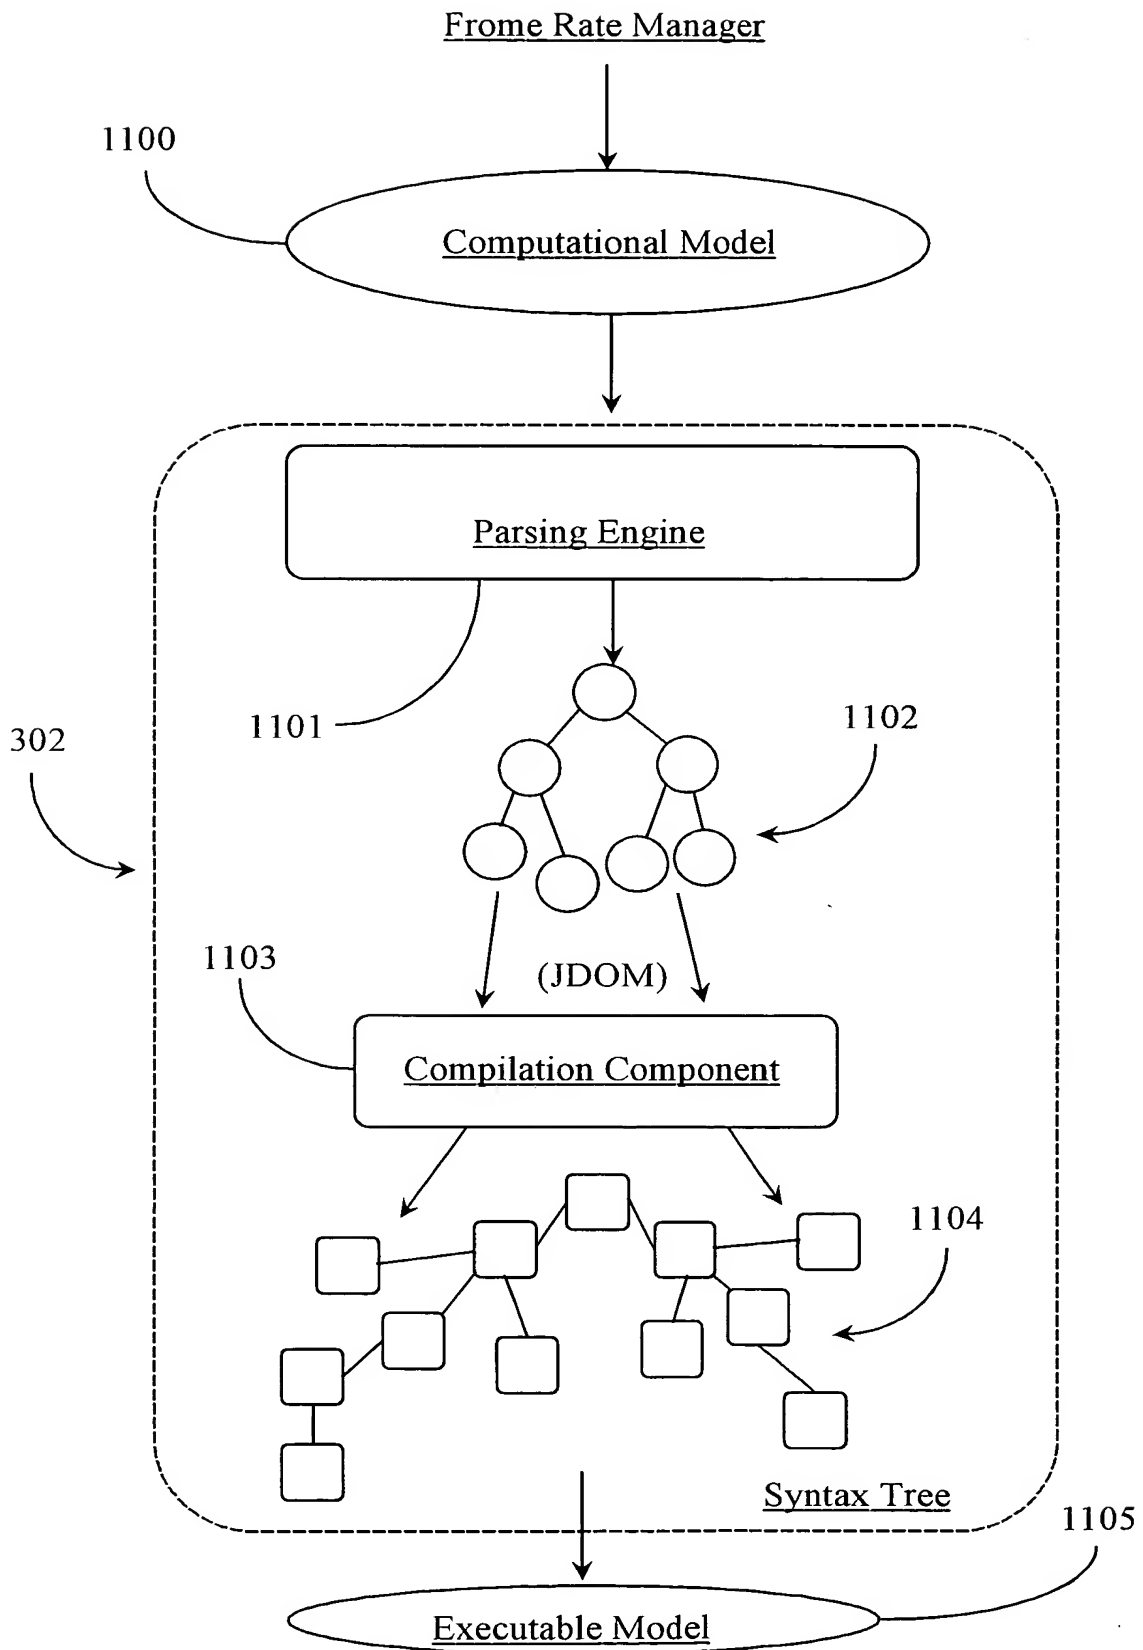 Frome Rate Manager
1100
Computational Model
Parsing Engine
1101
1102
302
1103
(JDOM)
Compilation Component
1104
Syntax Tree
1105
Executable Model